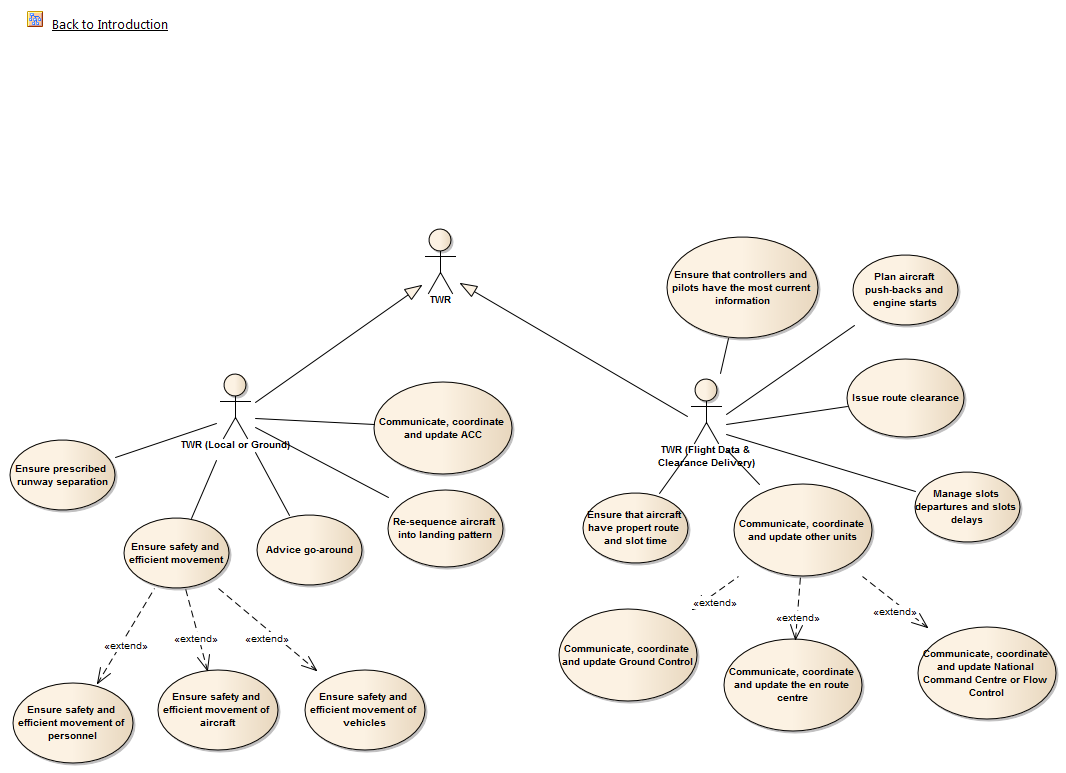 Back to Introduction
Ensure that controllers and
pilots have the most current
information
Plan aircraft
push-backs and
engine starts
TWR
Issue route clearance
Communicate, coordinate
and update ACC
TWR (Local or Ground)
TWR (Flight Data &
Clearance Delivery)
Ensure prescribed
runway separation
Re-sequence aircraft
into landing pattern
Ensure that aircraft
have propert route
and slot time
Communicate, coordinate
and update other units
Manage slots
departures and slots
delays
Ensure safety and
efficient movement
Advice go-around
«extend»
«extend»
«extend»
«extend»
«extend»
«extend»
Communicate, coordinate
and update Ground Control
Communicate, coordinate
and update the en route
centre
Communicate, coordinate
and update National
Command Centre or Flow
Control
Ensure safety and
efficient movement of
personnel
Ensure safety and
efficient movement of
aircraft
Ensure safety and
efficient movement of
vehicles